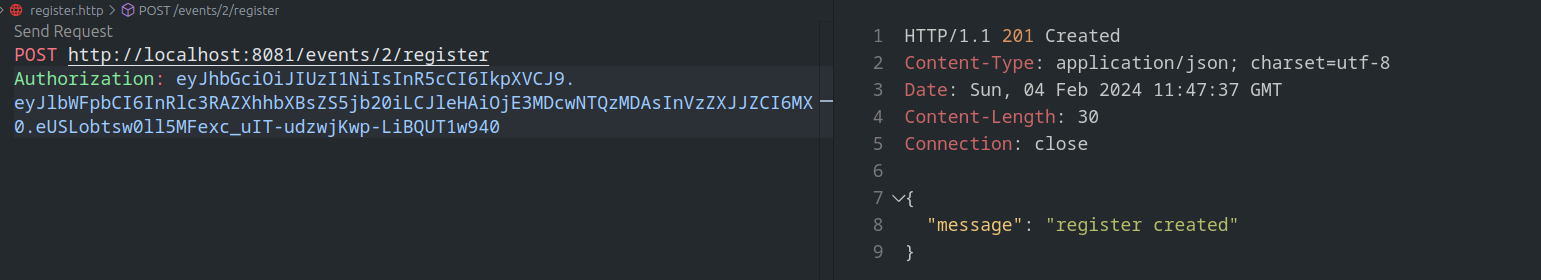 register.http > POST /events/2/register
Send Request
POST http://localhost:8081/events/2/register
Authorization: eyJhbGciOiJIUzI1NiIsInR5cCI6IkpXVCJ9.
eyJlbWFpbCI6InRlc3RAZXhhbXBsZS5jb20iLCJleHAiOjE3MDcwNTQzMDAsInVzZXJJZCI6MX
0.eUSLobtsw0ll5MFexc_uIT-udzwjKwp-LiBQUT1w940
1 HTTP/1.1 201 Created
2 Content-Type: application/json; charset=utf-8
3 Date: Sun, 04 Feb 2024 11:47:37 GMT
4 Content-Length: 30
5 Connection: close
6
7 {
8 "message": "register created"
9 }